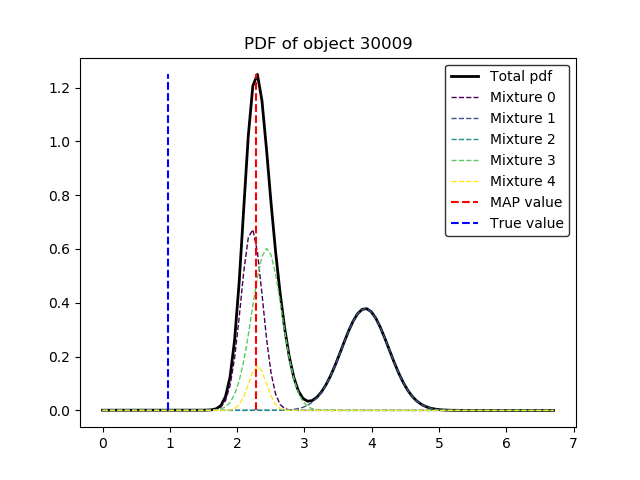 PDF of object 30009
Total pdf
Mixture 0
Mixture 1
Mixture 2
Mixture 3
Mixture 4
MAP value
True value
1.2
1.0
0.8
0.6
0.4
0.2
0.0
0 1 2 3 4 5 6 7